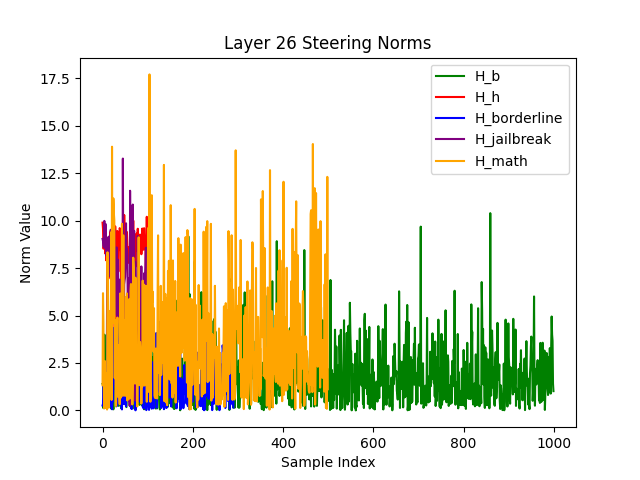 Layer 26 Steering Norms
H_b
H_h
H_borderline
H_jailbreak
H_math
Norm Value
17.5
15.0
12.5
10.0
7.5
5.0
2.5
0.0
0 200 400 600 800 1000
Sample Index